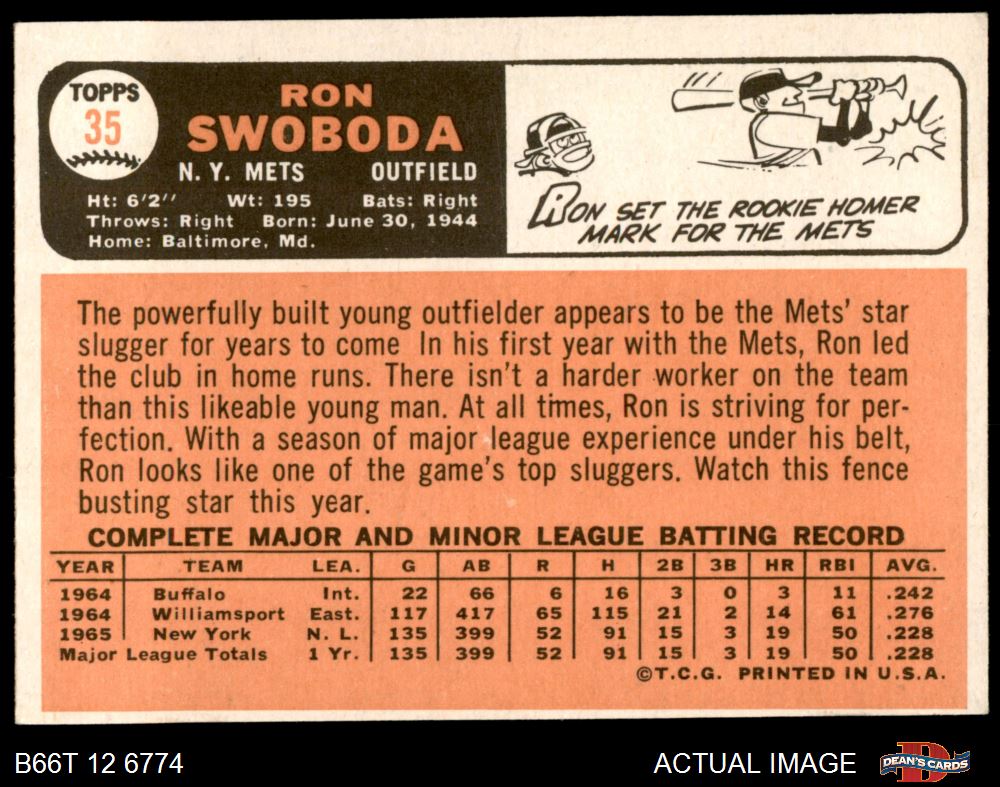 TOPPS
35
RON
SWOBODA
N. Y. METS OUTFIELD
Ht: 6'2'' Wt: 195 Bats: Right
Throws: Right Born: June 30, 1944
Home: Baltimore, Md.
RON SET THE ROOKIE HOMER
MARK FOR THE METS
The powerfully built young outfielder appears to be the Mets' star
slugger for years to come In his first year with the Mets, Ron led
the club in home runs. There isn't a harder worker on the team
than this likeable young man. At all times, Ron is striving for per-
fection. With a season of major league experience under his belt,
Ron looks like one of the game's top sluggers. Watch this fence
busting star this year.
COMPLETE MAJOR AND MINOR LEAGUE BATTING RECORD
YEAR TEAM LEA. G AB R H 2B 3B HR RBI AVG.
1964 Buffalo Int. 22 66 6 16 3 0 3 11 .242
1964 Williamsport East. 117 417 65 115 21 2 14 61 .276
1965 New York N. L. 135 399 52 91 15 3 19 50 .228
Major League Totals 1 Yr. 135 399 52 91 15 3 19 50 .228
©T.C.G. PRINTED IN U.S.A.
B66T 12 6774 ACTUAL IMAGE DEAN'S CARDS